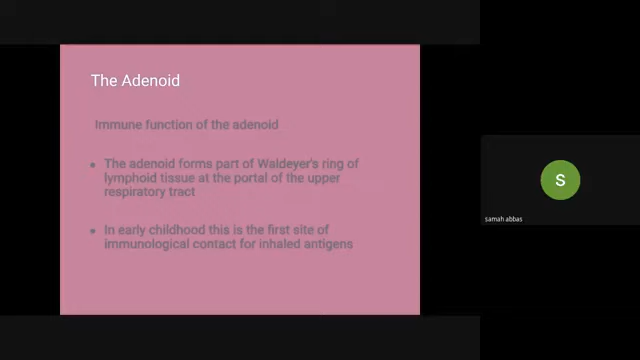 The Adenoid
Immune function of the adenoid
• The adenoid forms part of Waldeyer's ring of
lymphoid tissue at the portal of the upper
respiratory tract
• In early childhood this is the first site of
immunological contact for inhaled antigens
S
samah abbas